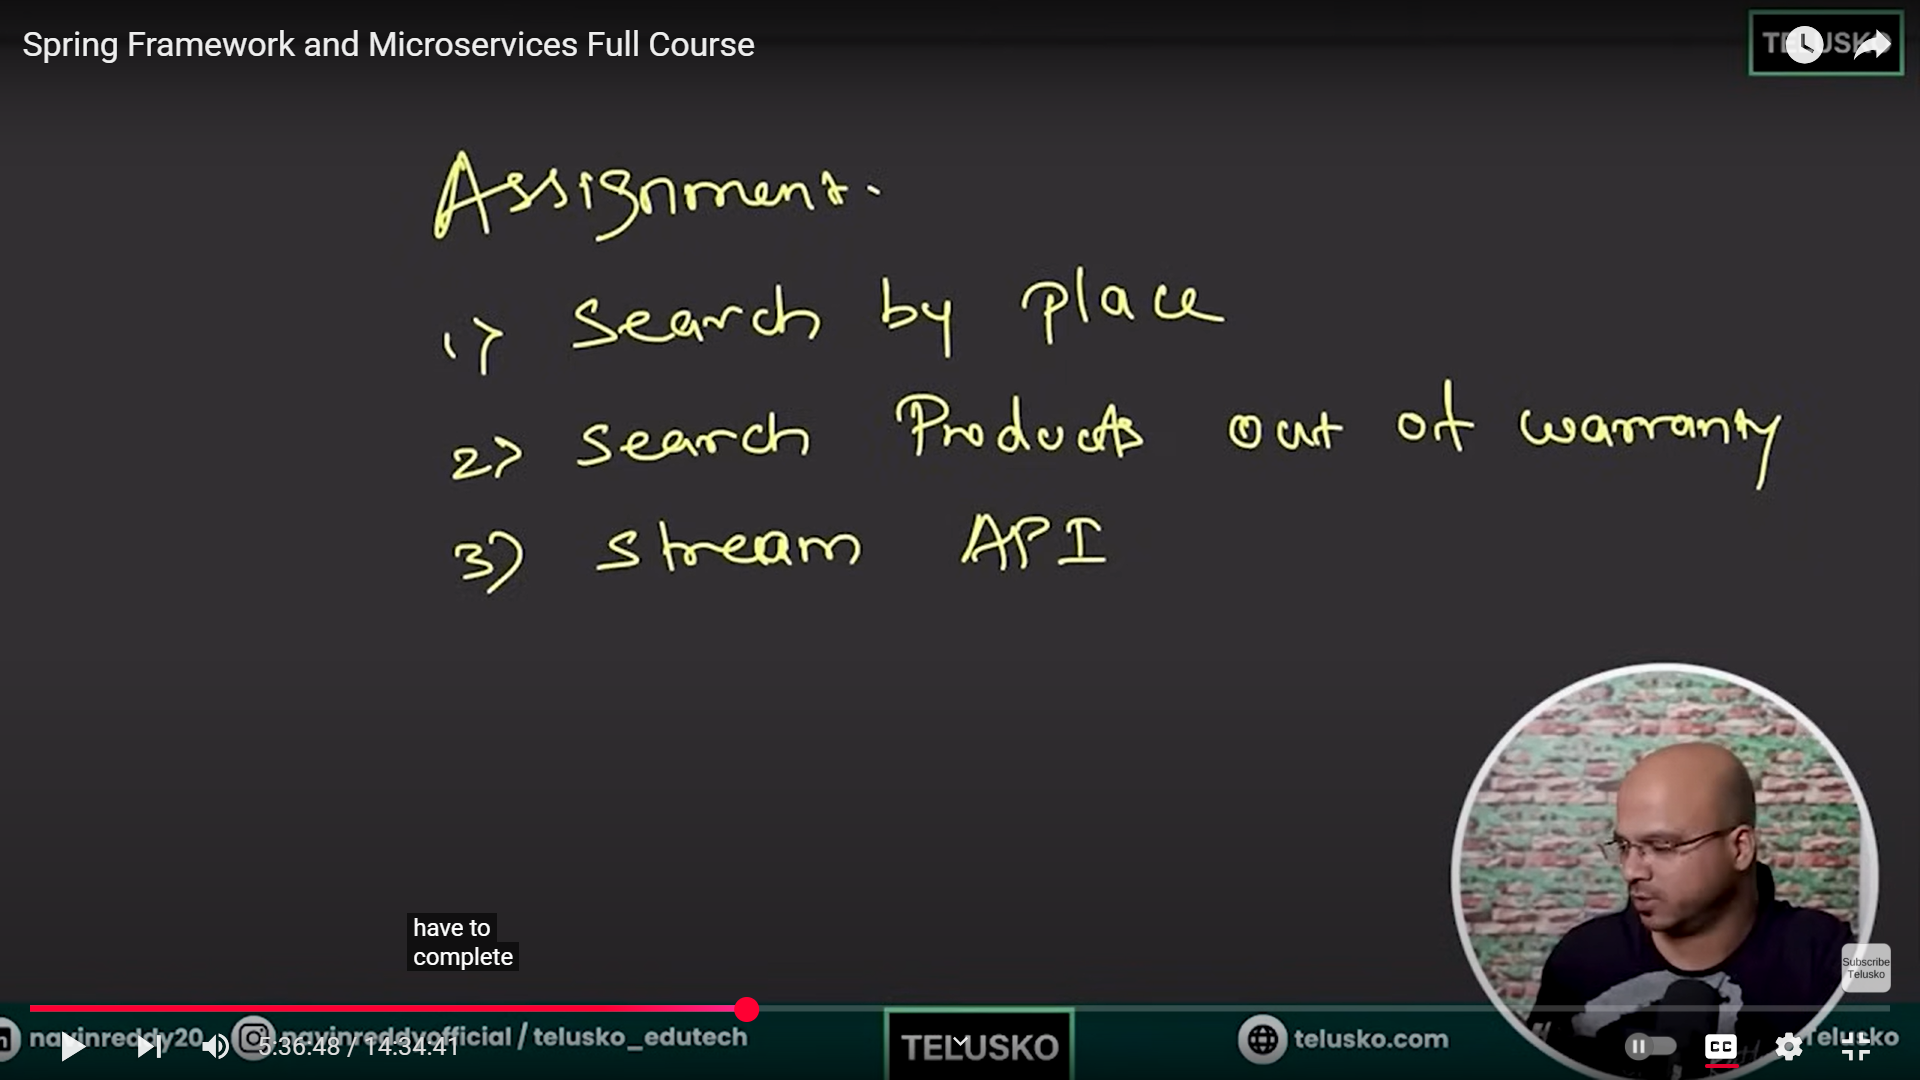 Spring Framework and Microservices Full Course
TELUSKO
Assignment.
1) Search by place
2) Search Products out of warranty
3) Stream API
have to
complete
Subscribe
Telusko
navinreddy20
navinreddyofficial / telusko_edutech
5:36:48 / 14:34:41
TELUSKO
telusko.com
Telusko
CC